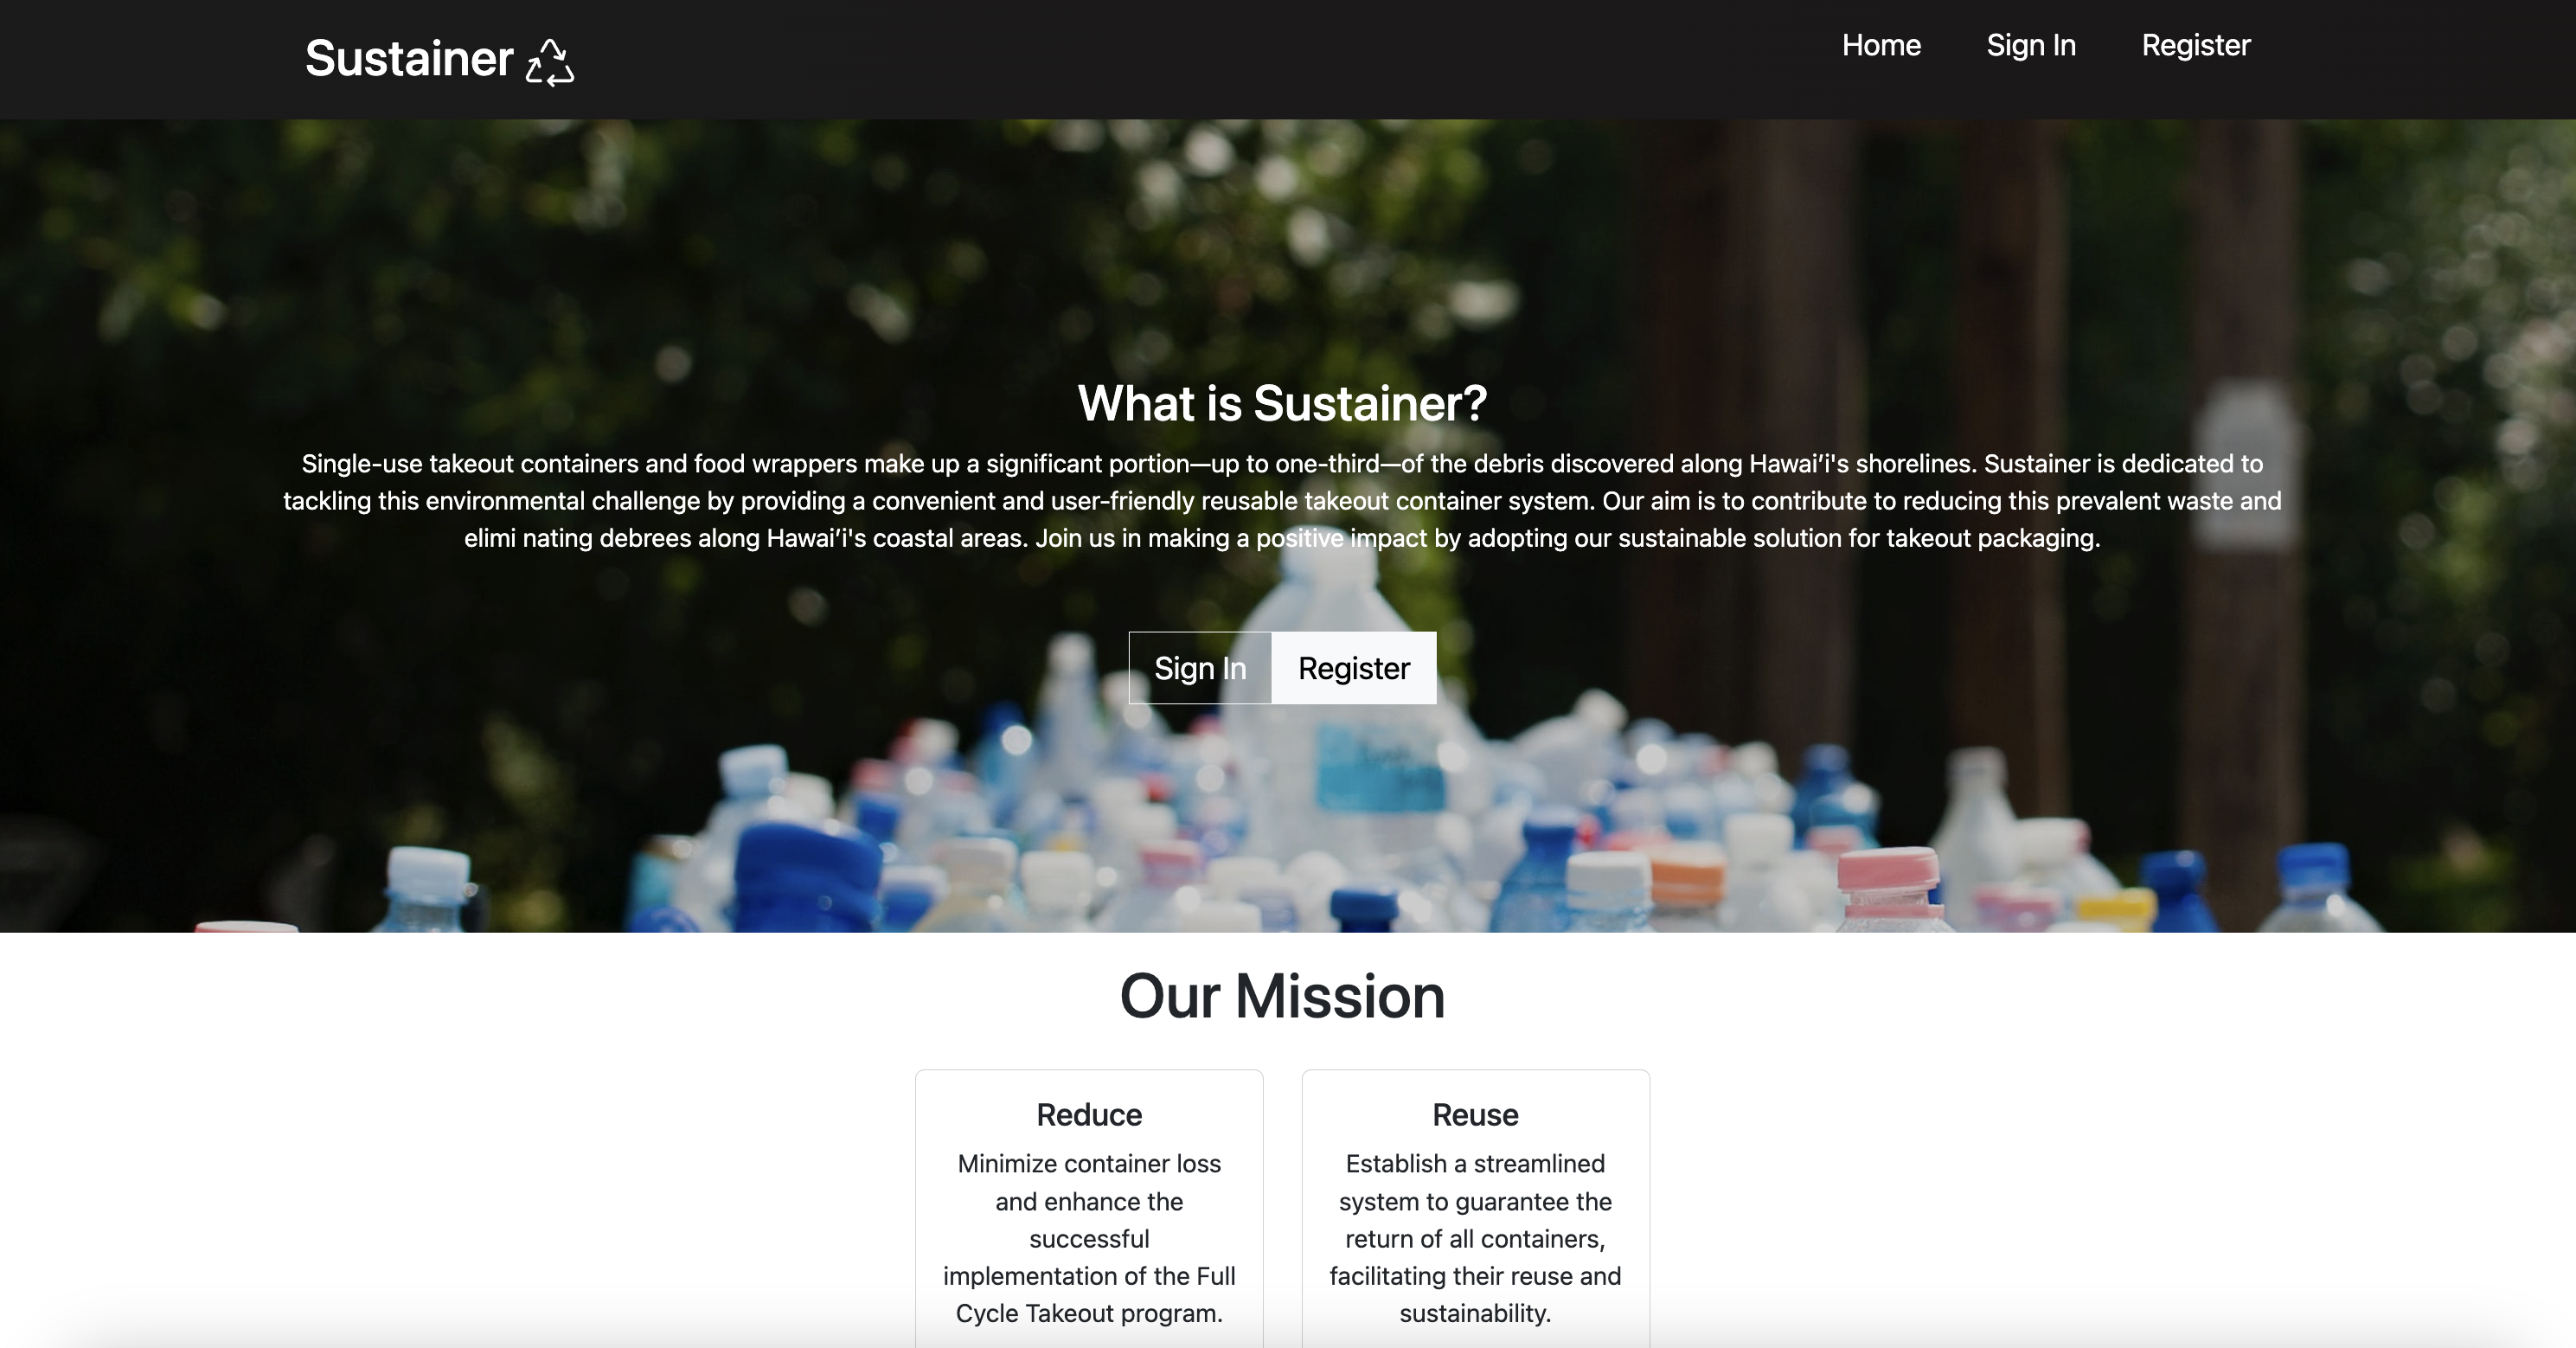 Sustainer
Home Sign In Register
What is Sustainer?
Single-use takeout containers and food wrappers make up a significant portion—up to one-third—of the debris discovered along Hawai’i's shorelines. Sustainer is dedicated to
tackling this environmental challenge by providing a convenient and user-friendly reusable takeout container system. Our aim is to contribute to reducing this prevalent waste and
elimi nating debrees along Hawai’i's coastal areas. Join us in making a positive impact by adopting our sustainable solution for takeout packaging.
Sign In Register
Our Mission
Reduce
Minimize container loss
and enhance the
successful
implementation of the Full
Cycle Takeout program.
Reuse
Establish a streamlined
system to guarantee the
return of all containers,
facilitating their reuse and
sustainability.